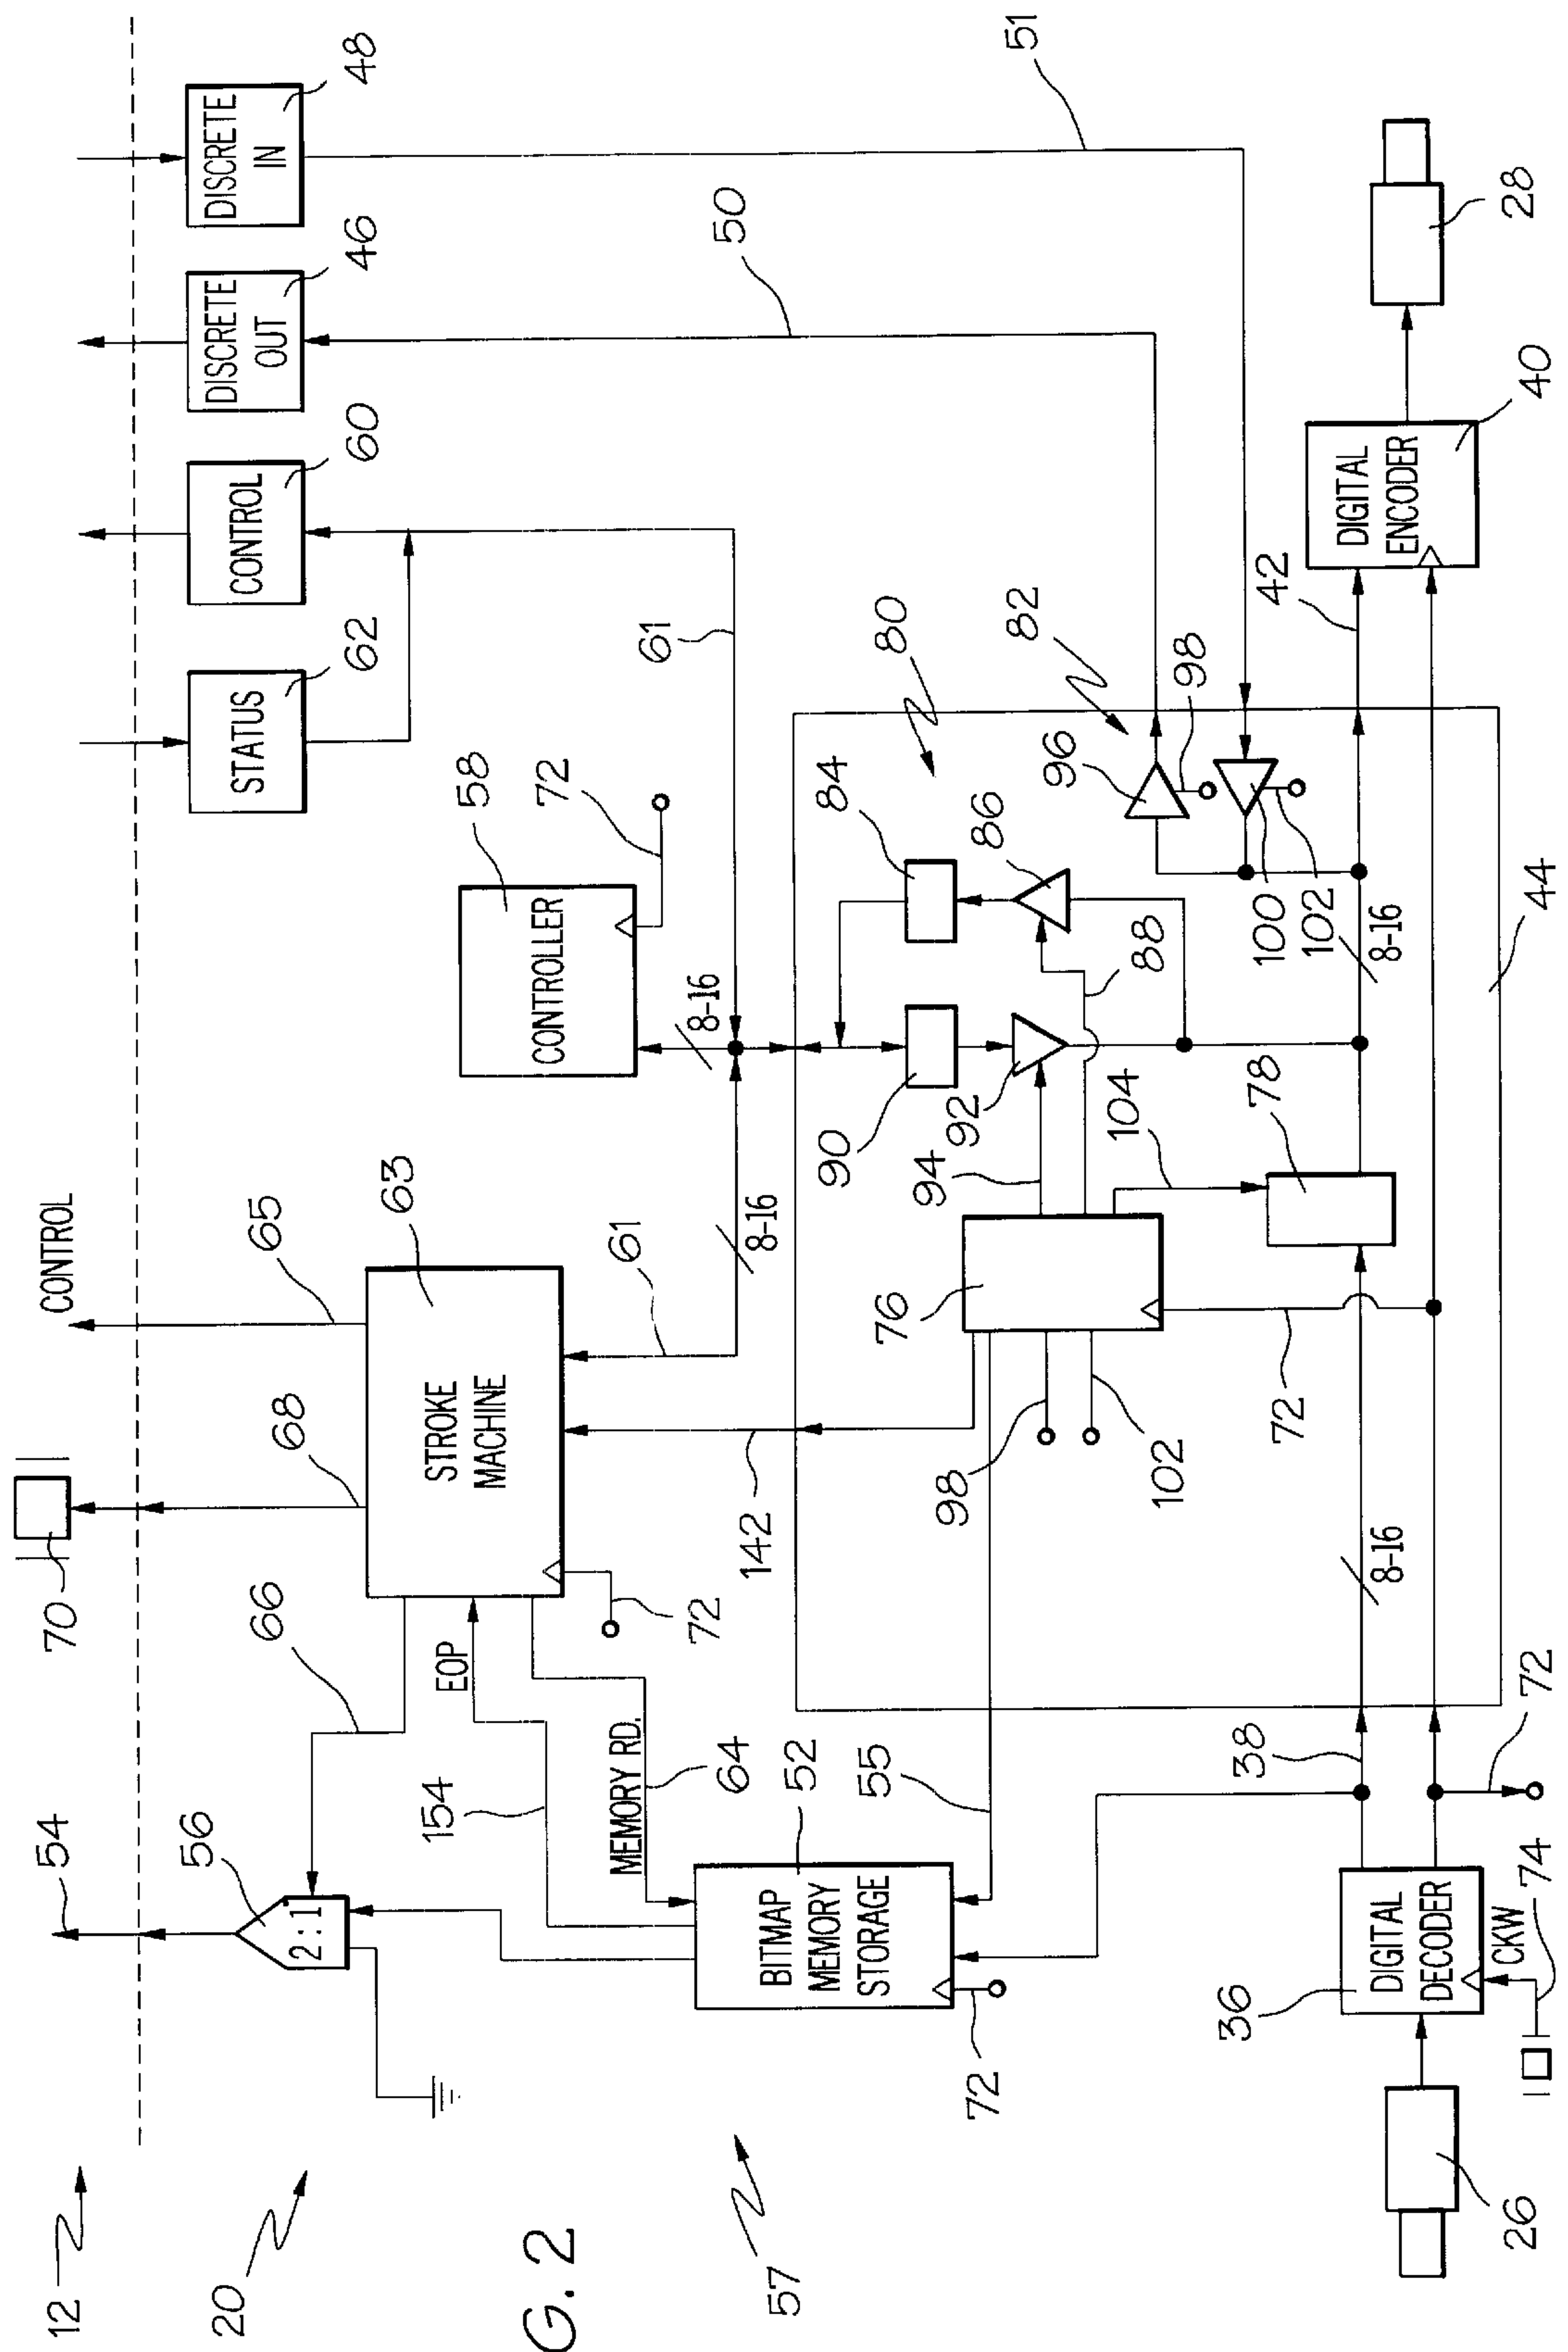 12
54
70
CONTROL
65
68
66
56
2:1
20
STATUS
62
CONTROL
60
DISCRETE
OUT
46
DISCRETE
IN
48
STROKE
MACHINE
63
EOP
154
MEMORY RD.
64
72
142
61
8-16
CONTROLLER
58
72
8-16
61
50
51
57
BITMAP
MEMORY
STORAGE
52
72
55
76
98
102
94
90
92
84
86
88
80
82
96
98
100
102
104
78
72
8-16
8-16
44
38
72
36
DIGITAL
DECODER
CKW
74
26
42
DIGITAL
ENCODER
40
28
G. 2